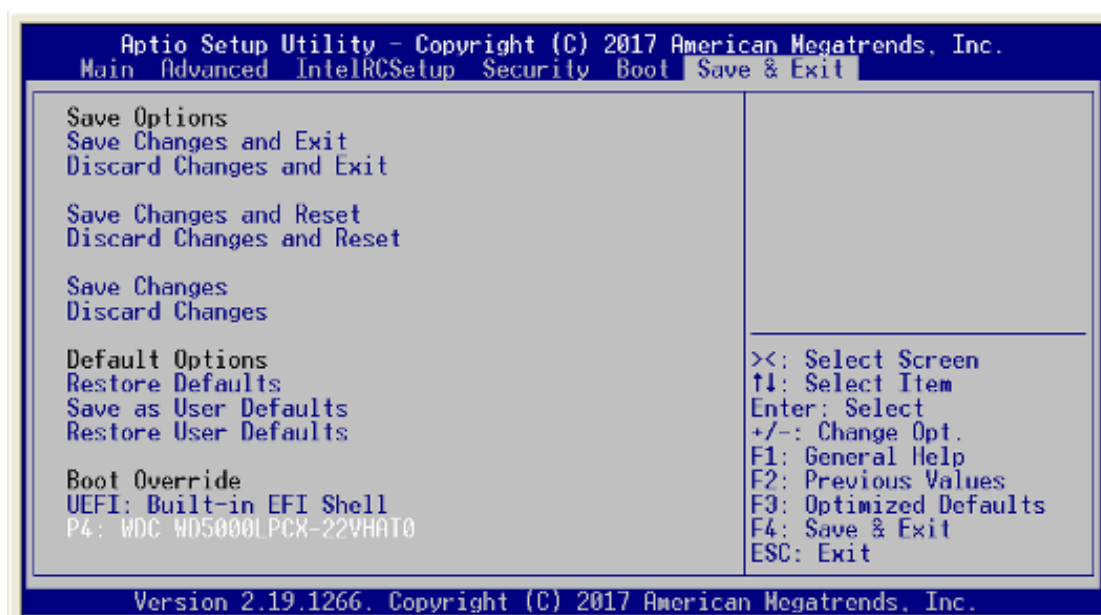 Aptio Setup Utility - Copyright (C) 2017 American Megatrends, Inc.
Main Advanced IntelRCSetup Security Boot Save & Exit
Save Options
Save Changes and Exit
Discard Changes and Exit
Save Changes and Reset
Discard Changes and Reset
Save Changes
Discard Changes
Default Options
Restore Defaults
Save as User Defaults
Restore User Defaults
Boot Override
UEFI: Built-in EFI Shell
P4: WDC WD5000LPCX-22VHAT0
><: Select Screen
↑↓: Select Item
Enter: Select
+/-: Change Opt.
F1: General Help
F2: Previous Values
F3: Optimized Defaults
F4: Save & Exit
ESC: Exit
Version 2.19.1266. Copyright (C) 2017 American Megatrends, Inc.